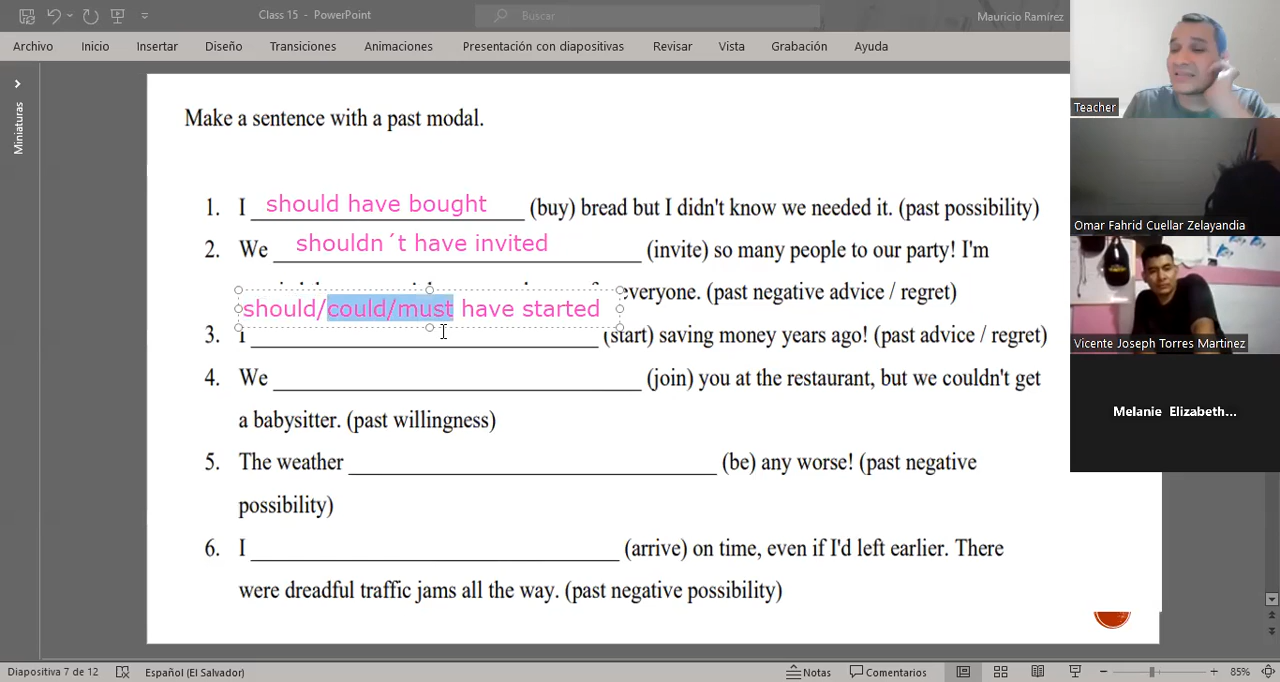 Class 15 - PowerPoint
Buscar
Mauricio Ramírez
Archivo Inicio Insertar Diseño Transiciones Animaciones Presentación con diapositivas Revisar Vista Grabación Ayuda
Miniaturas
Make a sentence with a past modal.
1. I should have bought (buy) bread but I didn't know we needed it. (past possibility)
2. We shouldn´t have invited (invite) so many people to our party! I'm
everyone. (past negative advice / regret)
should/could/must have started
3. I (start) saving money years ago! (past advice / regret)
4. We (join) you at the restaurant, but we couldn't get
a babysitter. (past willingness)
5. The weather (be) any worse! (past negative
possibility)
6. I (arrive) on time, even if I'd left earlier. There
were dreadful traffic jams all the way. (past negative possibility)
Teacher
Omar Fahrid Cuellar Zelayandia
Vicente Joseph Torres Martinez
Melanie Elizabeth...
Diapositiva 7 de 12 Español (El Salvador) Notas Comentarios 85%